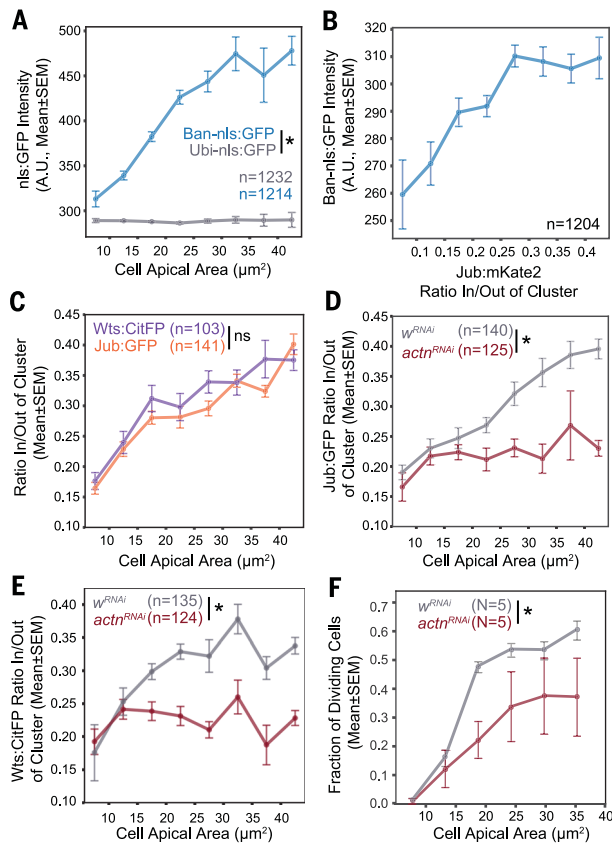 A
nls:GFP Intensity
(A.U., Mean±SEM)
500
450
400
350
300
Ban-nls:GFP
Ubi-nls:GFP
*
n=1232
n=1214
10 15 20 25 30 35 40
Cell Apical Area (µm²)
B
Ban-nls:GFP Intensity
(A.U., Mean±SEM)
320
310
300
290
280
270
260
250
n=1204
0.1 0.15 0.2 0.25 0.3 0.35 0.4
Jub:mKate2
Ratio In/Out of Cluster
C
Ratio In/Out of Cluster
(Mean±SEM)
0.45
0.40
0.35
0.30
0.25
0.20
0.15
0.10
Wts:CitFP (n=103)
Jub:GFP (n=141)
ns
10 15 20 25 30 35 40
Cell Apical Area (µm²)
D
Jub:GFP Ratio In/Out
of Cluster (Mean±SEM)
0.45
0.40
0.35
0.30
0.25
0.20
0.15
0.10
w^RNAi (n=140)
actn^RNAi (n=125)
*
10 15 20 25 30 35 40
Cell Apical Area (µm²)
E
Wts:CitFP Ratio In/Out
of Cluster (Mean±SEM)
0.40
0.35
0.30
0.25
0.20
0.15
0.10
w^RNAi (n=135)
actn^RNAi (n=124)
*
10 15 20 25 30 35 40
Cell Apical Area (µm²)
F
Fraction of Dividing Cells
(Mean±SEM)
0.7
0.6
0.5
0.4
0.3
0.2
0.1
0.0
w^RNAi (N=5)
actn^RNAi (N=5)
*
10 15 20 25 30 35 40
Cell Apical Area (µm²)